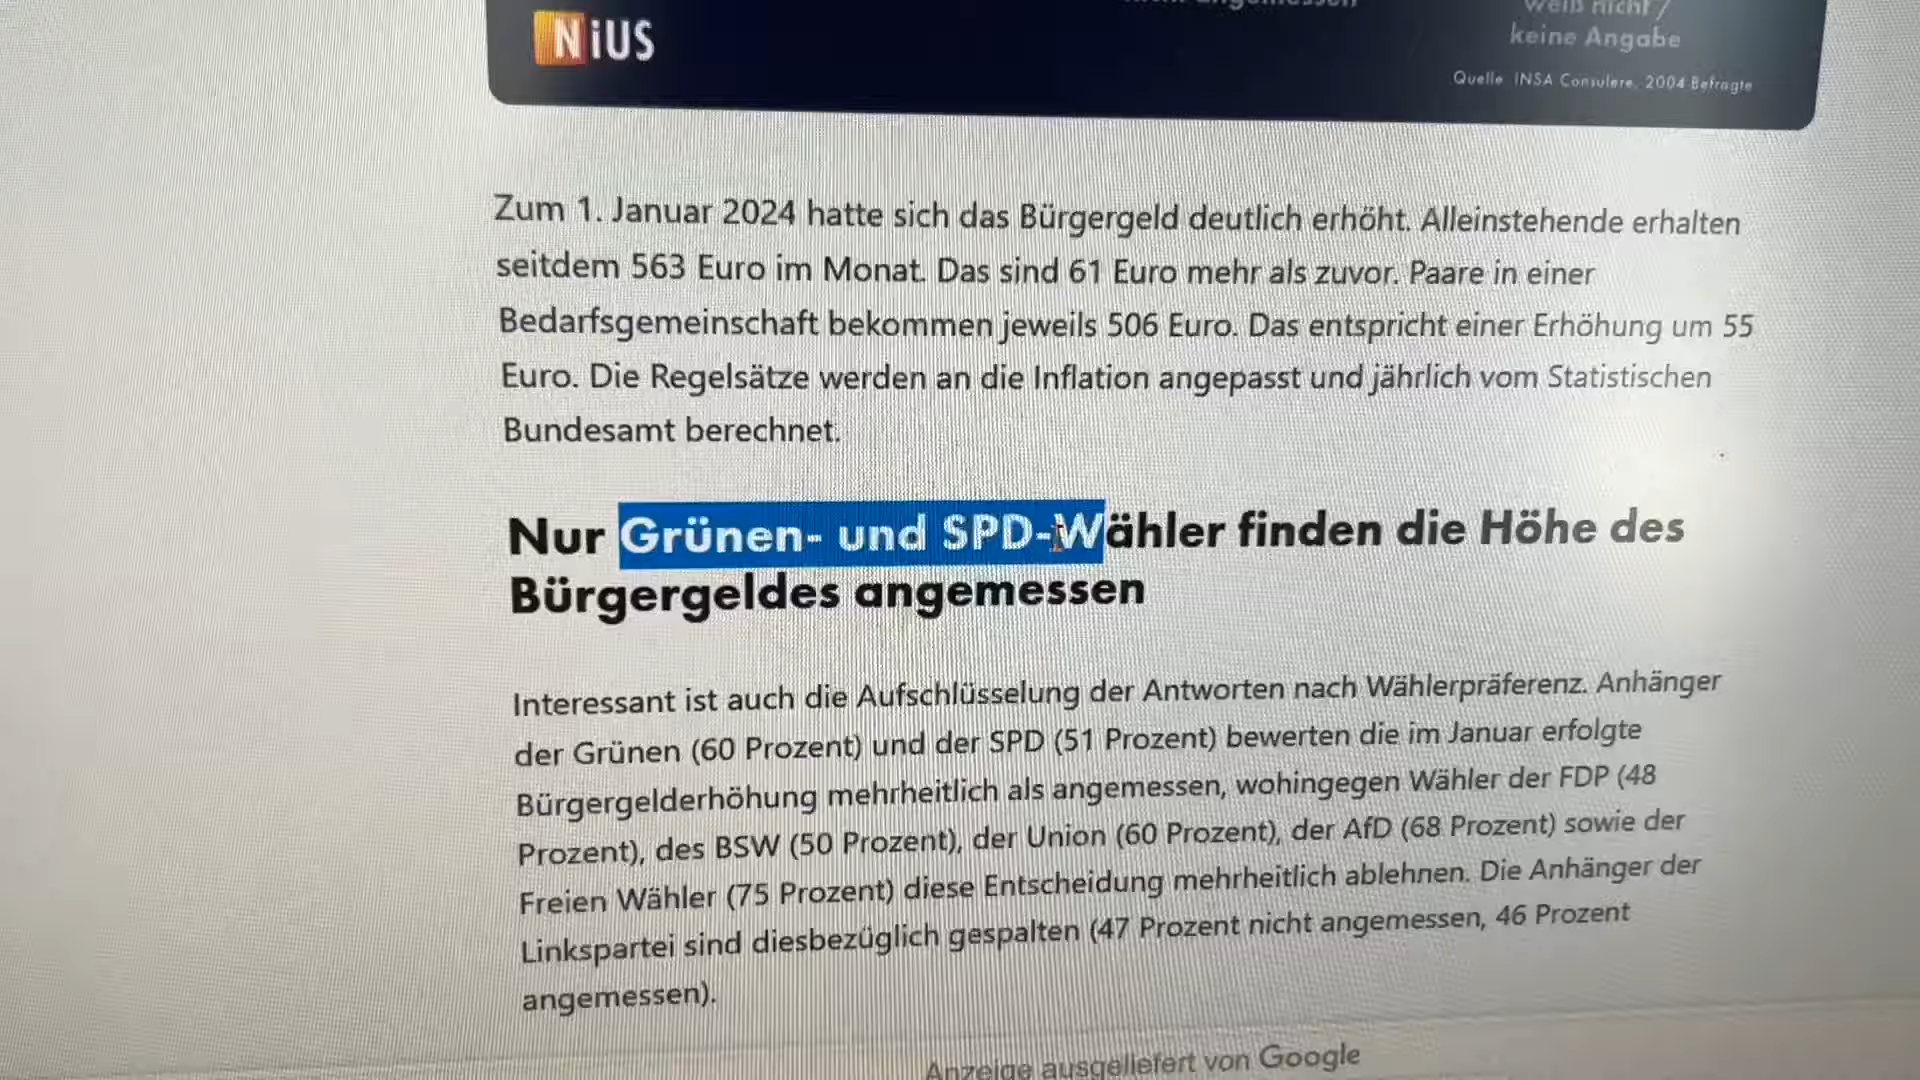 weiß nicht /
NiUS
keine Angabe
Quelle INSA Consulere, 2004 Befragte
Zum 1. Januar 2024 hatte sich das Bürgergeld deutlich erhöht. Alleinstehende erhalten
seitdem 563 Euro im Monat. Das sind 61 Euro mehr als zuvor. Paare in einer
Bedarfsgemeinschaft bekommen jeweils 506 Euro. Das entspricht einer Erhöhung um 55
Euro. Die Regelsätze werden an die Inflation angepasst und jährlich vom Statistischen
Bundesamt berechnet.
Nur Grünen- und SPD-Wähler finden die Höhe des
Bürgergeldes angemessen
Interessant ist auch die Aufschlüsselung der Antworten nach Wählerpräferenz. Anhänger
der Grünen (60 Prozent) und der SPD (51 Prozent) bewerten die im Januar erfolgte
Bürgergelderhöhung mehrheitlich als angemessen, wohingegen Wähler der FDP (48
Prozent), des BSW (50 Prozent), der Union (60 Prozent), der AfD (68 Prozent) sowie der
Freien Wähler (75 Prozent) diese Entscheidung mehrheitlich ablehnen. Die Anhänger der
Linkspartei sind diesbezüglich gespalten (47 Prozent nicht angemessen, 46 Prozent
angemessen).
Anzeige ausgeliefert von Google